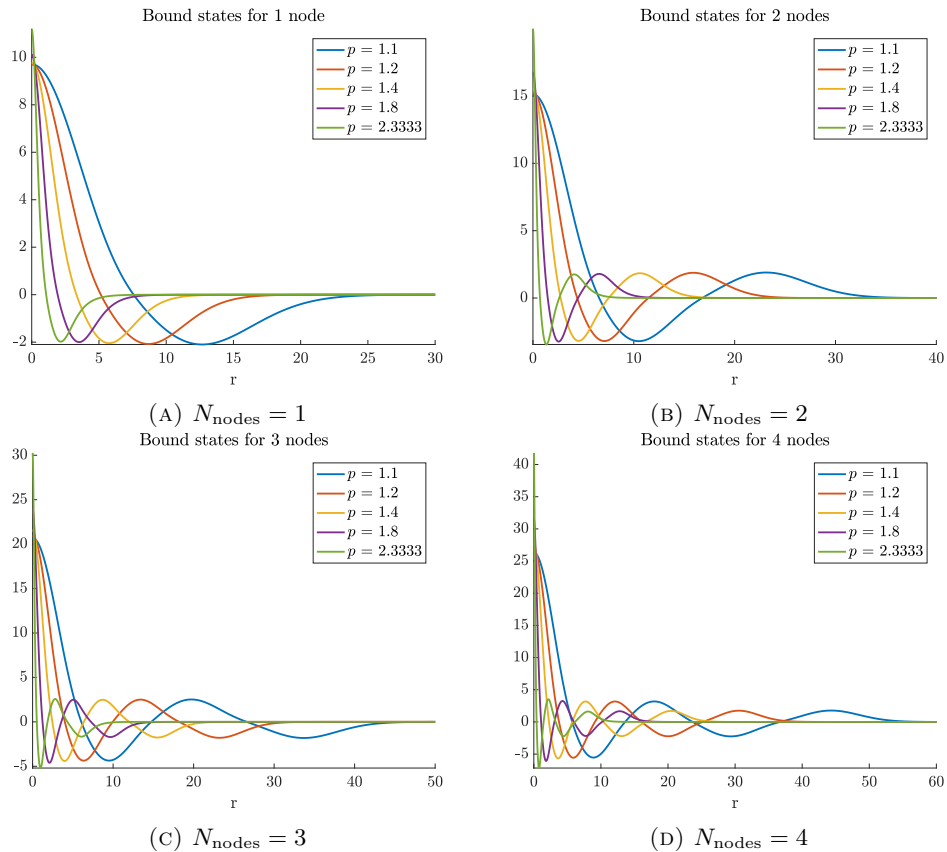 Bound states for 1 node
10
8
6
4
2
0
-2
0
5
10
15
20
25
30
r
p = 1.1
p = 1.2
p = 1.4
p = 1.8
p = 2.3333
(A) N_nodes = 1
Bound states for 2 nodes
15
10
5
0
0
10
20
30
40
r
p = 1.1
p = 1.2
p = 1.4
p = 1.8
p = 2.3333
(B) N_nodes = 2
Bound states for 3 nodes
30
25
20
15
10
5
0
-5
0
10
20
30
40
50
r
p = 1.1
p = 1.2
p = 1.4
p = 1.8
p = 2.3333
(C) N_nodes = 3
Bound states for 4 nodes
40
35
30
25
20
15
10
5
0
-5
0
10
20
30
40
50
60
r
p = 1.1
p = 1.2
p = 1.4
p = 1.8
p = 2.3333
(D) N_nodes = 4